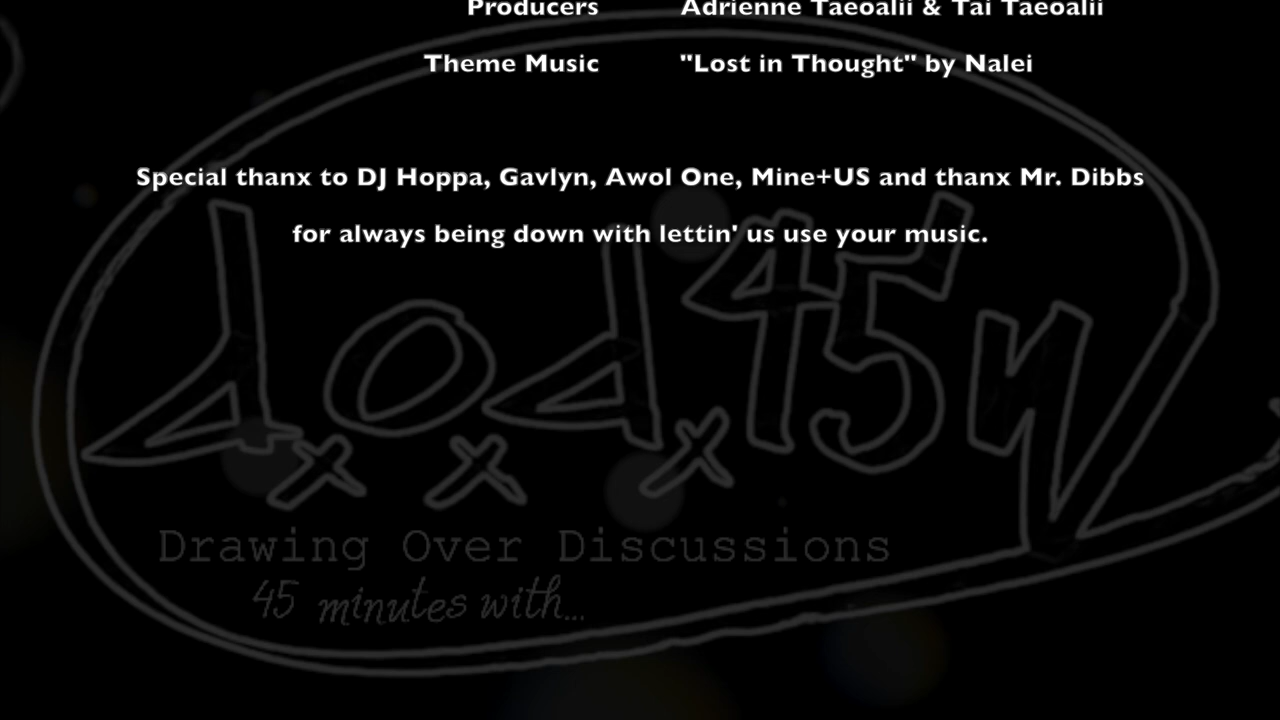 Producers Adrienne Taeoalii & Tai Taeoalii
Theme Music "Lost in Thought" by Nalei
Special thanx to DJ Hoppa, Gavlyn, Awol One, Mine+US and thanx Mr. Dibbs
for always being down with lettin' us use your music.
d.o.d.45w
Drawing Over Discussions
45 minutes with...